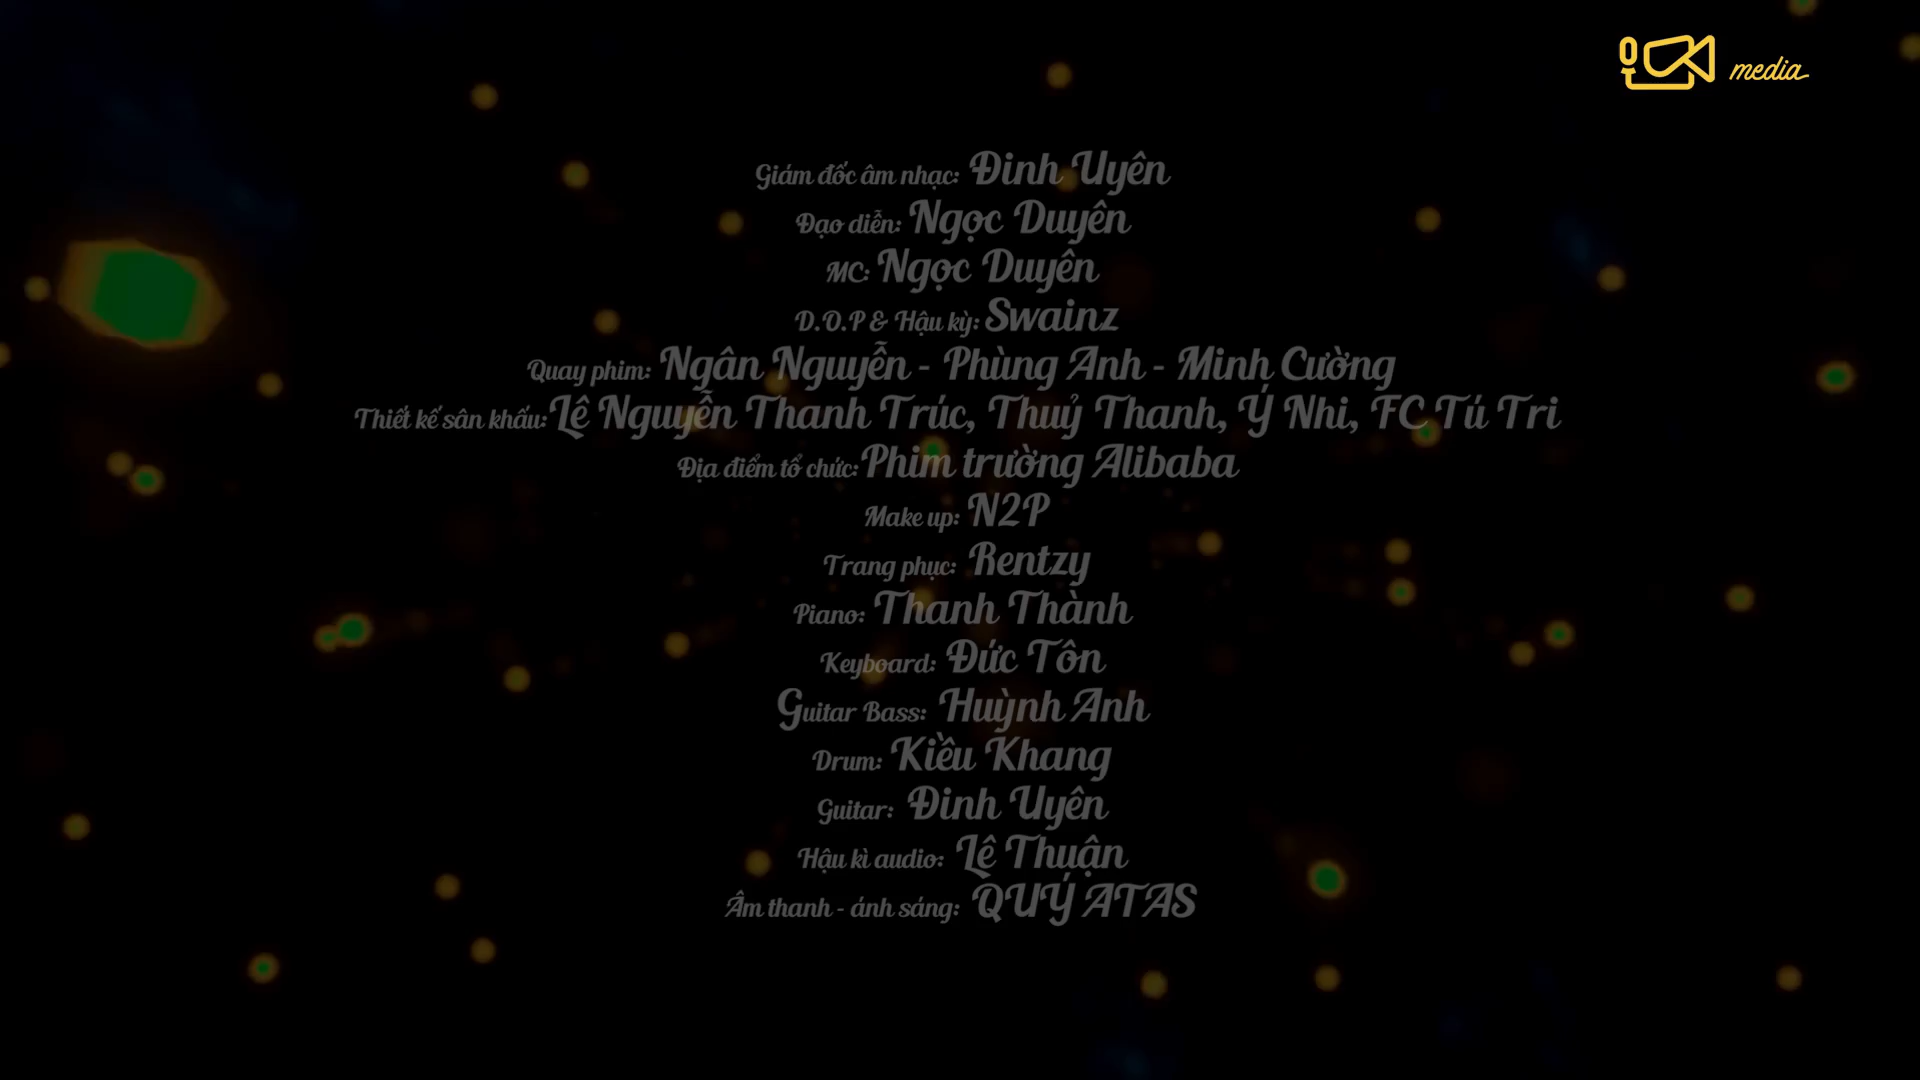 media
Giám đốc âm nhạc: Đinh Uyên
Đạo diễn: Ngọc Duyên
MC: Ngọc Duyên
D.O.P & Hậu kỳ: Swainz
Quay phim: Ngân Nguyễn - Phùng Anh - Minh Cường
Thiết kế sân khấu: Lê Nguyễn Thanh Trúc, Thuỷ Thanh, Ý Nhi, FC Tú Tri
Địa điểm tổ chức: Phim trường Alibaba
Make up: N2P
Trang phục: Rentzy
Piano: Thanh Thành
Keyboard: Đức Tôn
Guitar Bass: Huỳnh Anh
Drum: Kiều Khang
Guitar: Đinh Uyên
Hậu kì audio: Lê Thuận
Âm thanh - ánh sáng: QUÝ ATAS